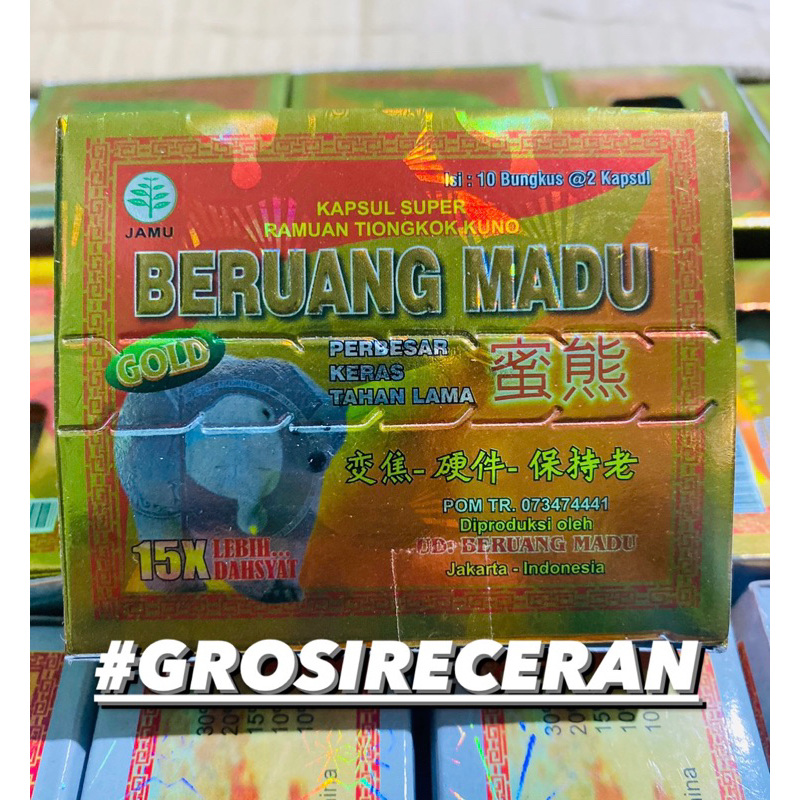 Isi : 10 Bungkus @2 Kapsul
JAMU
KAPSUL SUPER
RAMUAN TIONGKOK KUNO
BERUANG MADU
GOLD
PERBESAR
KERAS
TAHAN LAMA
蜜熊
变焦-硬件-保持老
POM TR. 073474441
Diproduksi oleh
UD. BERUANG MADU
Jakarta - Indonesia
15X LEBIH...
DAHSYAT
#GROSIRECERAN